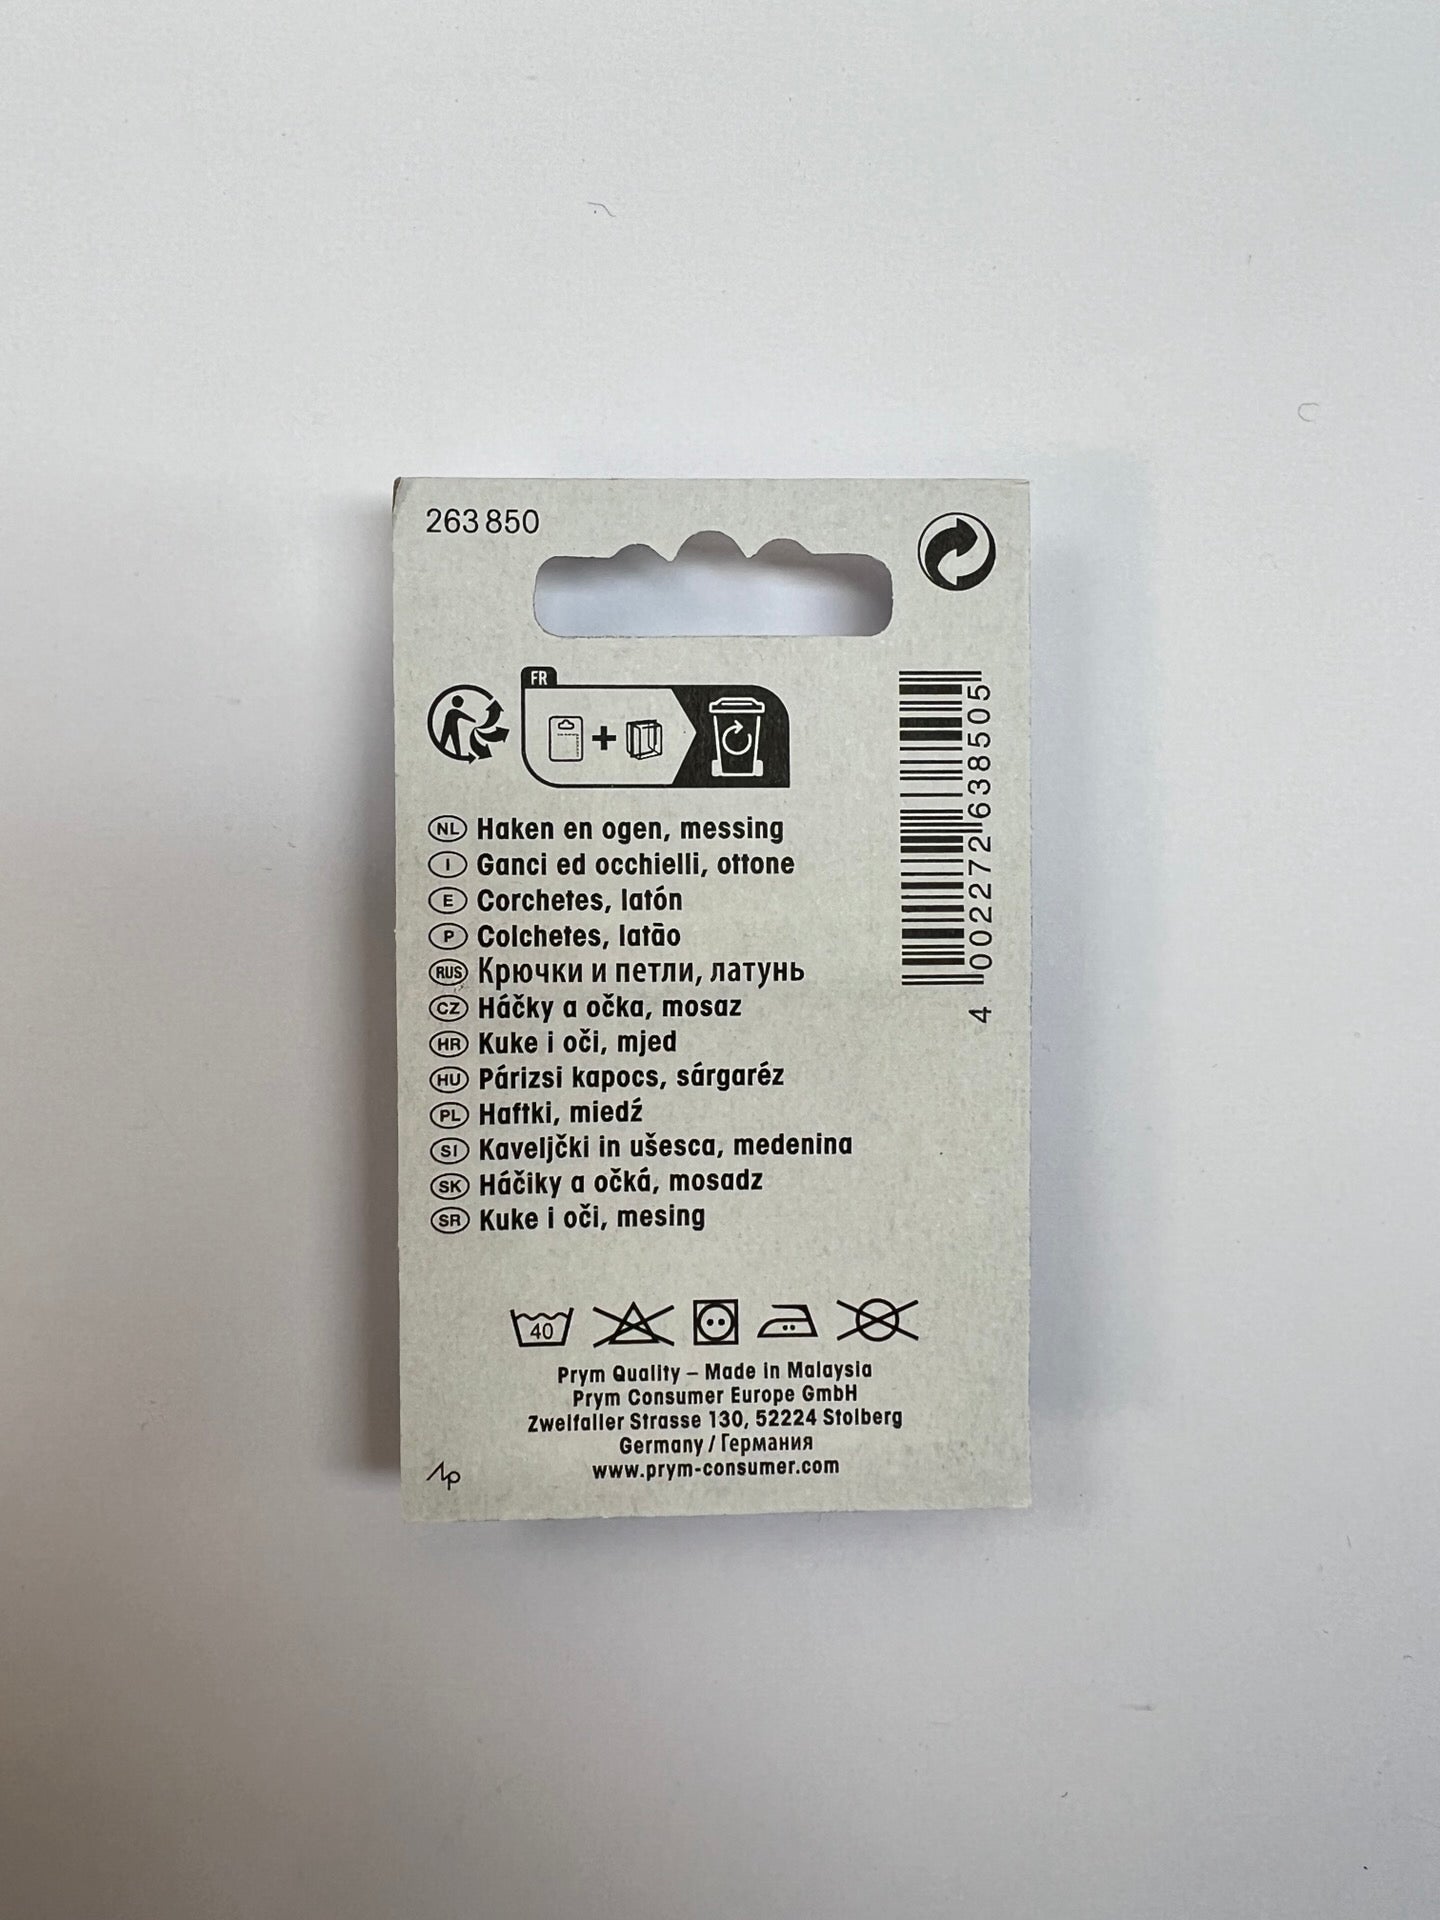 263 850
FR
NL Haken en ogen, messing
I Ganci ed occhielli, ottone
E Corchetes, latón
P Colchetes, latão
RUS Крючки и петли, латунь
CZ Háčky a očka, mosaz
HR Kuke i oči, mjed
HU Párizsi kapocs, sárgaréz
PL Haftki, miedź
SI Kaveljčki in ušesca, medenina
SK Háčiky a očká, mosadz
SR Kuke i oči, mesing
4 002272 638505
40
Prym Quality – Made in Malaysia
Prym Consumer Europe GmbH
Zweifaller Strasse 130, 52224 Stolberg
Germany / Германия
www.prym-consumer.com